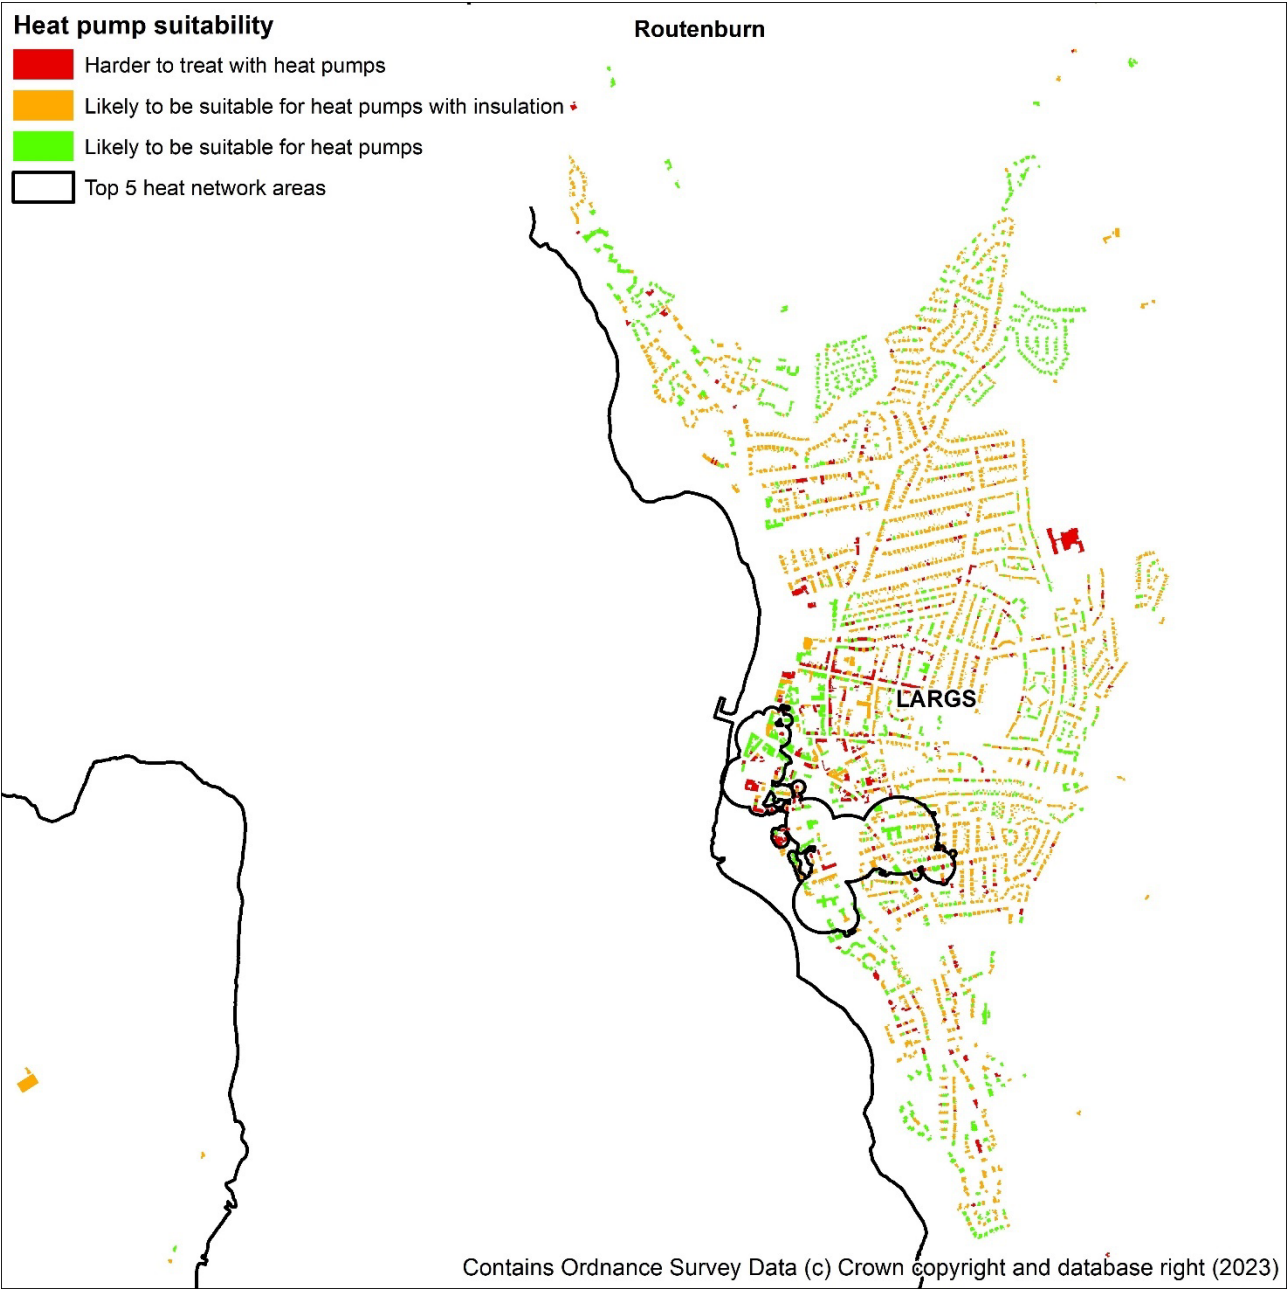 Heat pump suitability
Harder to treat with heat pumps
Likely to be suitable for heat pumps with insulation
Likely to be suitable for heat pumps
Top 5 heat network areas
Routenburn
LARGS
Contains Ordnance Survey Data (c) Crown copyright and database right (2023)